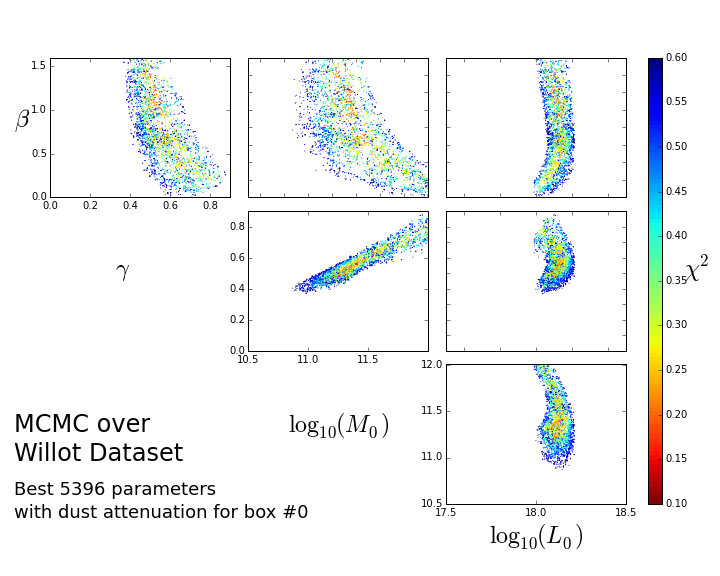 1.5
1.0
0.5
0.0
β
0.0 0.2 0.4 0.6 0.8
γ
0.8
0.6
0.4
0.2
0.0
10.5 11.0 11.5
log₁₀(M₀)
12.0
11.5
11.0
10.5
17.5 18.0 18.5
log₁₀(L₀)
0.60
0.55
0.50
0.45
0.40
0.35
0.30
0.25
0.20
0.15
0.10
χ²
MCMC over
Willot Dataset
Best 5396 parameters
with dust attenuation for box #0